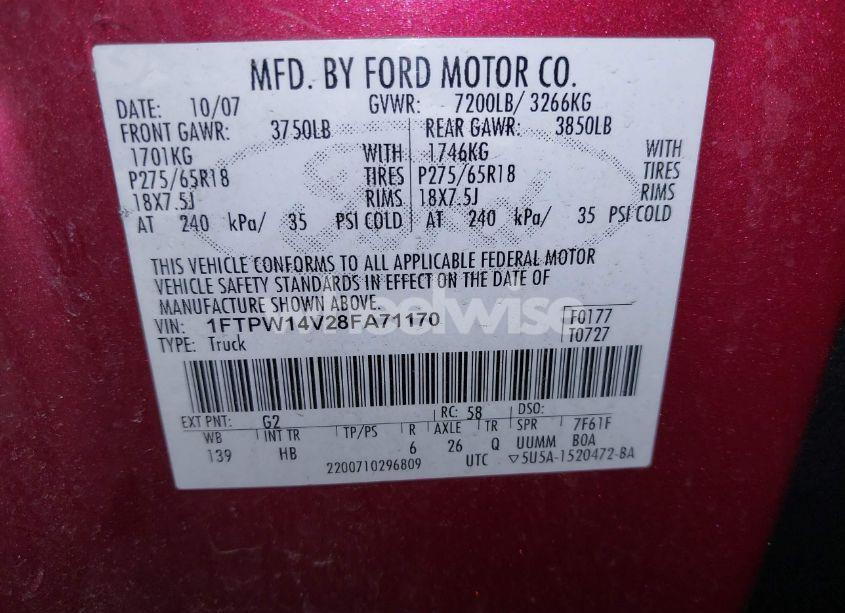 MFD. BY FORD MOTOR CO.
DATE: 10/07 GVWR: 7200LB/ 3266KG
FRONT GAWR: 3750LB REAR GAWR: 3850LB
1701KG WITH 1746KG WITH
P275/65R18 TIRES P275/65R18 TIRES
18X7.5J RIMS 18X7.5J RIMS
AT 240 kPa/ 35 PSI COLD AT 240 kPa/ 35 PSI COLD
THIS VEHICLE CONFORMS TO ALL APPLICABLE FEDERAL MOTOR
VEHICLE SAFETY STANDARDS IN EFFECT ON THE DATE OF
MANUFACTURE SHOWN ABOVE.
wheelwise
VIN: 1FTPW14V28FA71170 F0177
TYPE: Truck T0727
EXT PNT: G2 RC: 58 DSO:
WB INT TR TP/PS R AXLE TR SPR 7F61F
139 HB 6 26 Q UUMM BOA
2200710296809 UTC ▽5U5A-1520472-BA